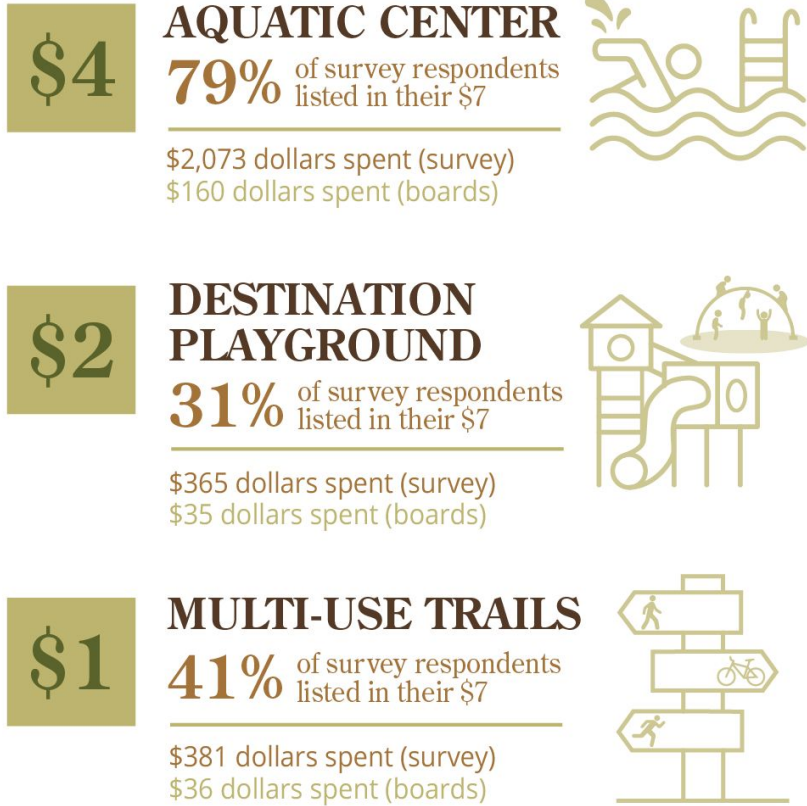 $4
AQUATIC CENTER
79% of survey respondents
listed in their $7
$2,073 dollars spent (survey)
$160 dollars spent (boards)
$2
DESTINATION
PLAYGROUND
31% of survey respondents
listed in their $7
$365 dollars spent (survey)
$35 dollars spent (boards)
$1
MULTI-USE TRAILS
41% of survey respondents
listed in their $7
$381 dollars spent (survey)
$36 dollars spent (boards)